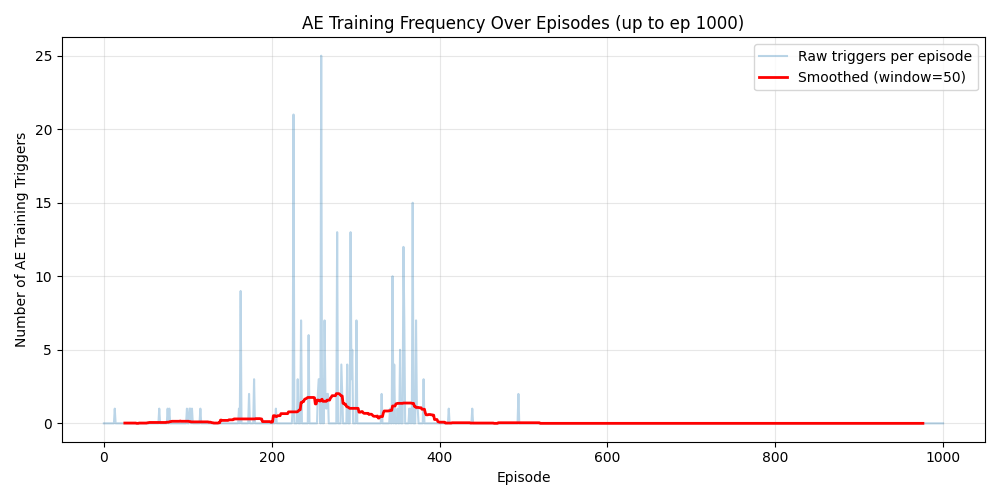 AE Training Frequency Over Episodes (up to ep 1000)
Raw triggers per episode
Smoothed (window=50)
Number of AE Training Triggers
25
20
15
10
5
0
0 200 400 600 800 1000
Episode